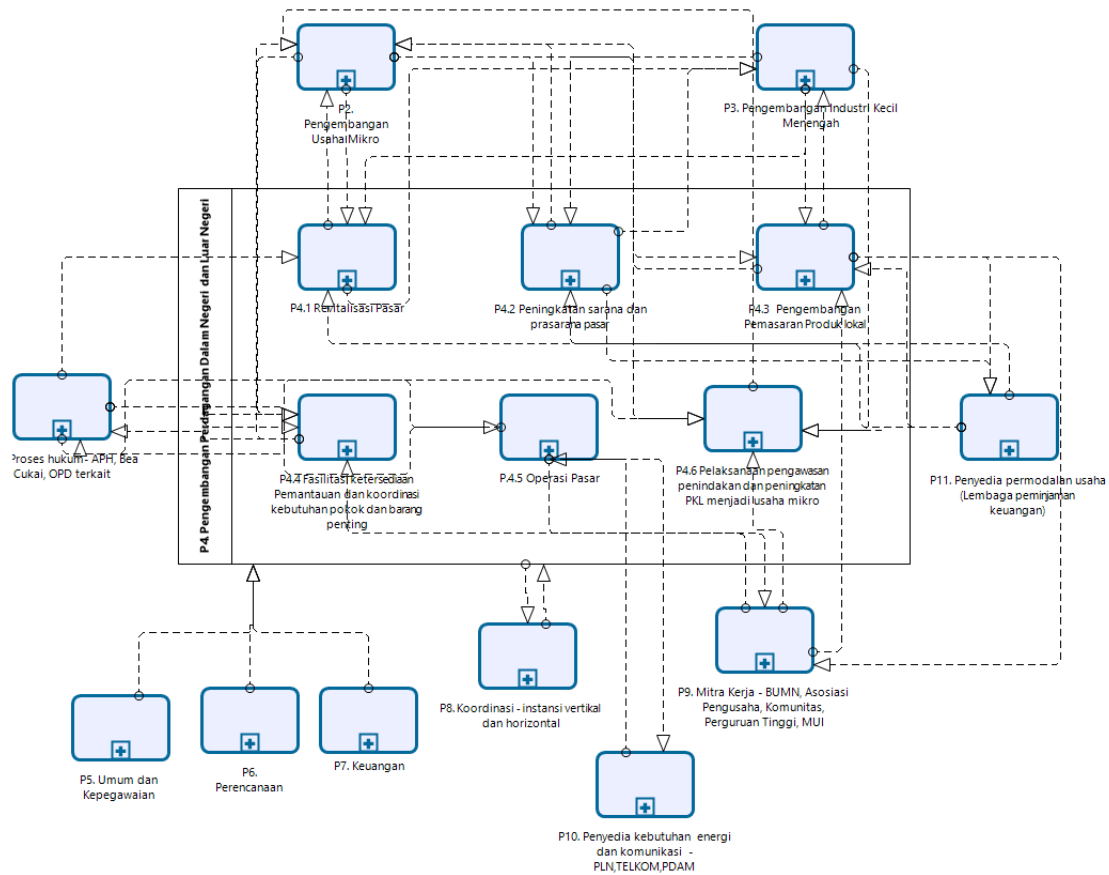 P2.
Pengembangan
Usaha Mikro
P3. Pengembangan Industri Kecil
Menengah
P4. Pengembangan Perdagangan Dalam Negeri dan Luar Negeri
P4.1 Revitalisasi Pasar
P4.2 Peningkatan sarana dan
prasarana pasar
P4.3 Pengembangan
Pemasaran Produk lokal
Proses hukum- APH, Bea
Cukai, OPD terkait
P4.4 Fasilitasi ketersediaan
Pemantauan dan koordinasi
kebutuhan pokok dan barang
penting
P.4.5 Operasi Pasar
P4.6 Pelaksanaan pengawasan
penindakan dan peningkatan
PKL menjadi usaha mikro
P11. Penyedia permodalan usaha
(Lembaga peminjaman
keuangan)
P5. Umum dan
Kepegawaian
P6.
Perencanaan
P7. Keuangan
P8. Koordinasi - instansi vertikal
dan horizontal
P9. Mitra Kerja - BUMN, Asosiasi
Pengusaha, Komunitas,
Perguruan Tinggi, MUI
P10. Penyedia kebutuhan energi
dan komunikasi -
PLN,TELKOM,PDAM